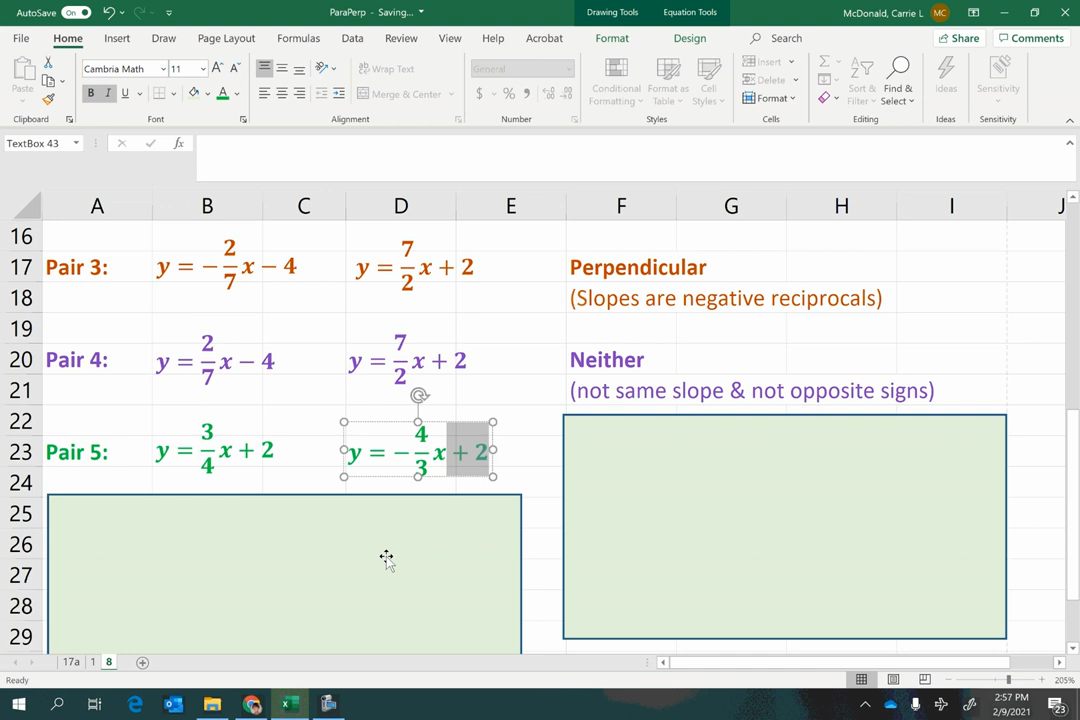 AutoSave On ParaPerp - Saving... Drawing Tools Equation Tools McDonald, Carrie L MC
File Home Insert Draw Page Layout Formulas Data Review View Help Acrobat Format Design Search Share Comments
Cambria Math 11 Wrap Text General Insert
Paste B I U Merge & Center $ % Conditional Formatting Format as Table Cell Styles Delete Format Sort & Filter Find & Select Ideas Sensitivity
Clipboard Font Alignment Number Styles Cells Editing Ideas Sensitivity
TextBox 43 fx
A B C D E F G H I J
16
17 Pair 3: y = −2/7 x − 4 y = 7/2 x + 2 Perpendicular
18 (Slopes are negative reciprocals)
19
20 Pair 4: y = 2/7 x − 4 y = 7/2 x + 2 Neither
21 (not same slope & not opposite signs)
22
23 Pair 5: y = 3/4 x + 2 y = −4/3 x + 2
24
25
26
27
28
29
17a 1 8
Ready 205%
2:57 PM
2/9/2021 23